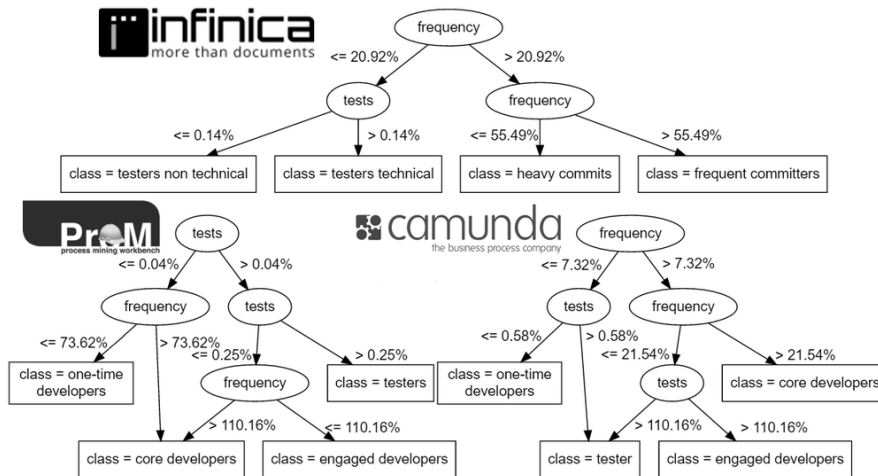 infinica
more than documents
frequency
<= 20.92%
> 20.92%
tests
frequency
<= 0.14%
> 0.14%
<= 55.49%
> 55.49%
class = testers non technical
class = testers technical
class = heavy commits
class = frequent committers
ProM
process mining workbench
tests
<= 0.04%
> 0.04%
frequency
tests
<= 73.62%
> 73.62%
<= 0.25%
> 0.25%
class = one-time
developers
frequency
class = testers
> 110.16%
<= 110.16%
class = core developers
class = engaged developers
camunda
the business process company
frequency
<= 7.32%
> 7.32%
tests
frequency
<= 0.58%
> 0.58%
<= 21.54%
> 21.54%
class = one-time
developers
tests
class = core developers
> 110.16%
> 110.16%
class = tester
class = engaged developers